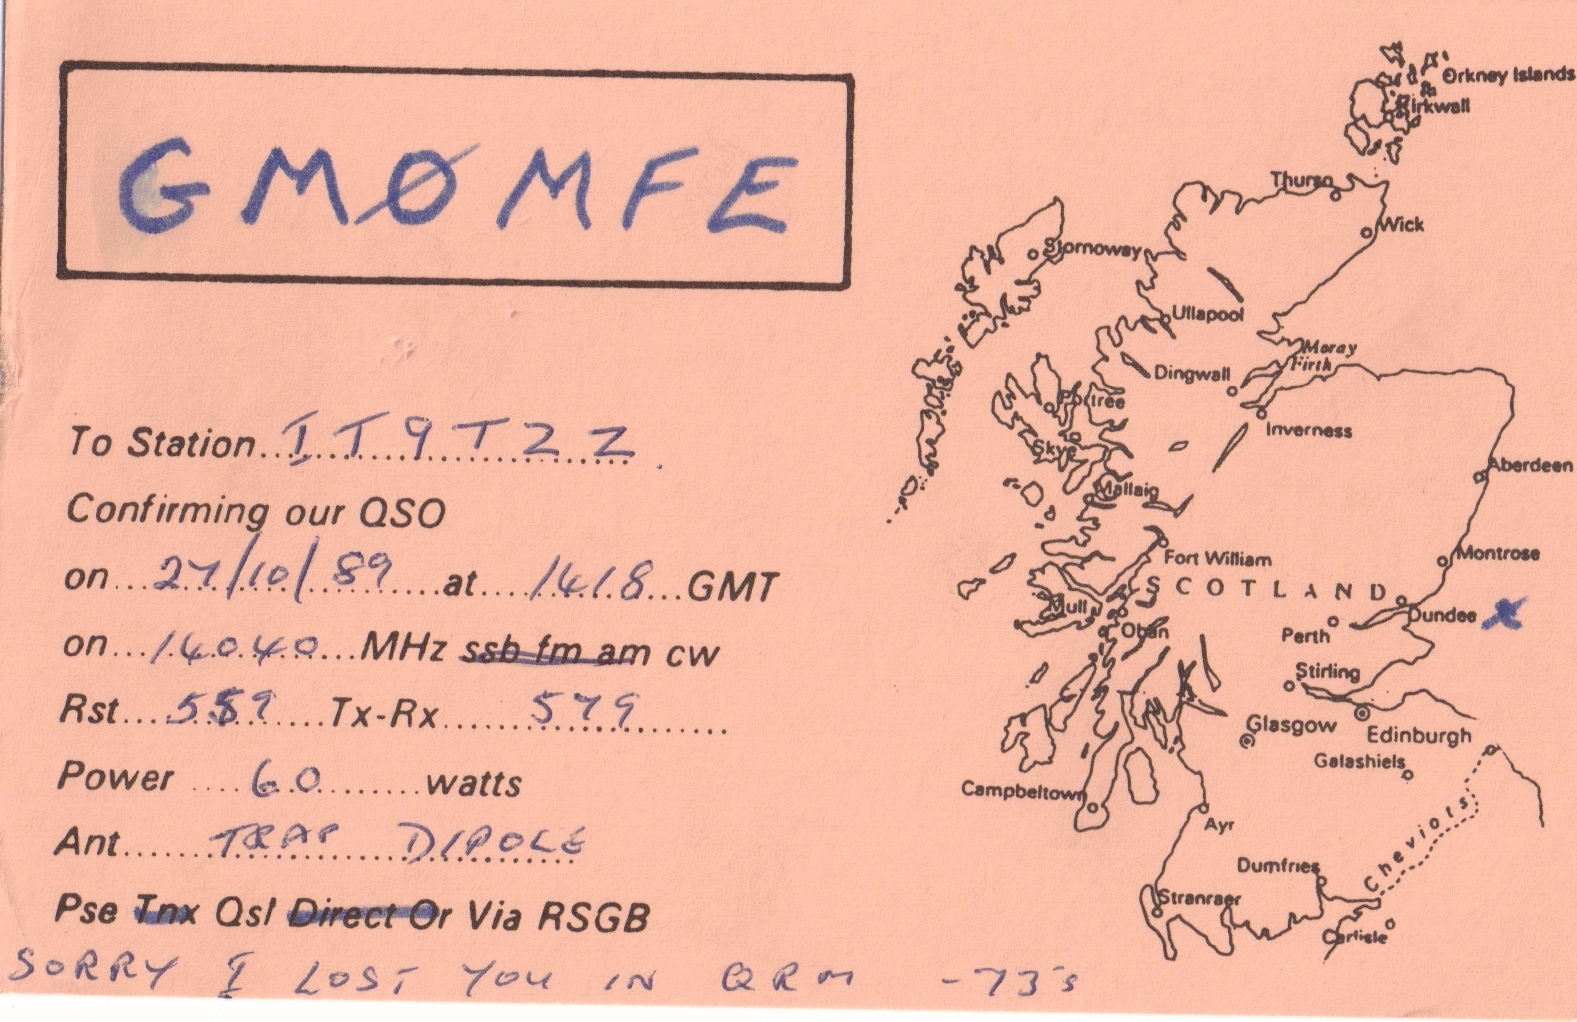 GMØMFE
To Station...IT9TZZ
Confirming our QSO
on...27/10/89...at...1418...GMT
on...14040...MHz ssb fm am cw
Rst...559...Tx-Rx...579...
Power...60...watts
Ant...TRAP DIPOLE
Pse Tnx Qsl Direct Or Via RSGB
SORRY I LOST YOU IN QRM -73's
Orkney Islands
Kirkwall
Thurso
Wick
Stornoway
Ullapool
Moray
Firth
Dingwall
Portree
Inverness
Skye
Aberdeen
Mallaig
Montrose
Fort William
SCOTLAND
Mull
Dundee X
Oban
Perth
Stirling
Glasgow
Edinburgh
Galashiels
Campbeltown
Ayr
Cheviots
Dumfries
Stranraer
Carlisle